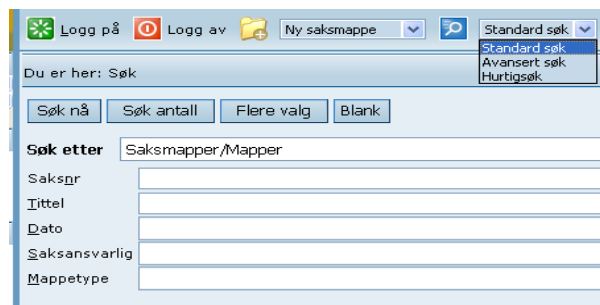 Logg på Logg av Ny saksmappe Standard søk
Standard søk
Avansert søk
Hurtigsøk
Du er her: Søk
Søk nå Søk antall Flere valg Blank
Søk etter Saksmapper/Mapper
Saksnr
Tittel
Dato
Saksansvarlig
Mappetype